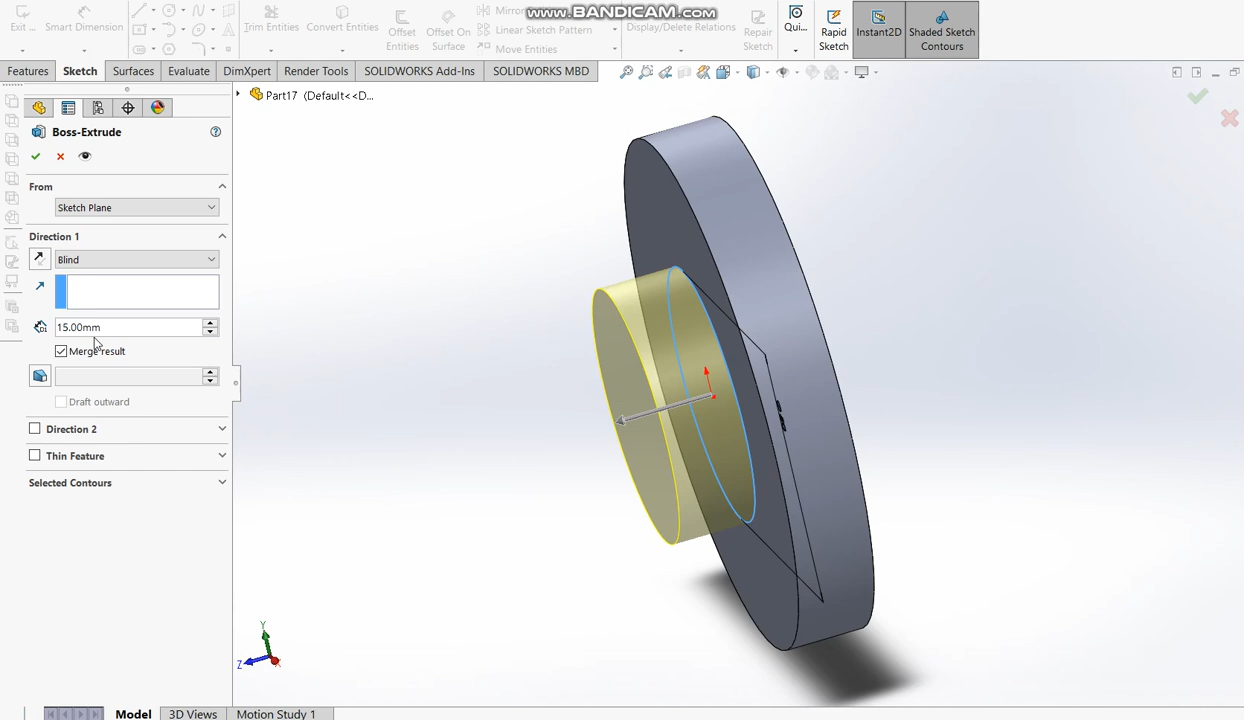 www.BANDICAM.com
Exit ...
Smart Dimension
Trim Entities
Convert Entities
Offset Entities
Offset On Surface
Mirror
Linear Sketch Pattern
Move Entities
Display/Delete Relations
Repair Sketch
Qui...
Rapid Sketch
Instant2D
Shaded Sketch Contours
Features
Sketch
Surfaces
Evaluate
DimXpert
Render Tools
SOLIDWORKS Add-Ins
SOLIDWORKS MBD
Part17 (Default<<D...
Boss-Extrude
From
Sketch Plane
Direction 1
Blind
D1
15.00mm
Merge result
Draft outward
Direction 2
Thin Feature
Selected Contours
Y
Z
X
Model
3D Views
Motion Study 1